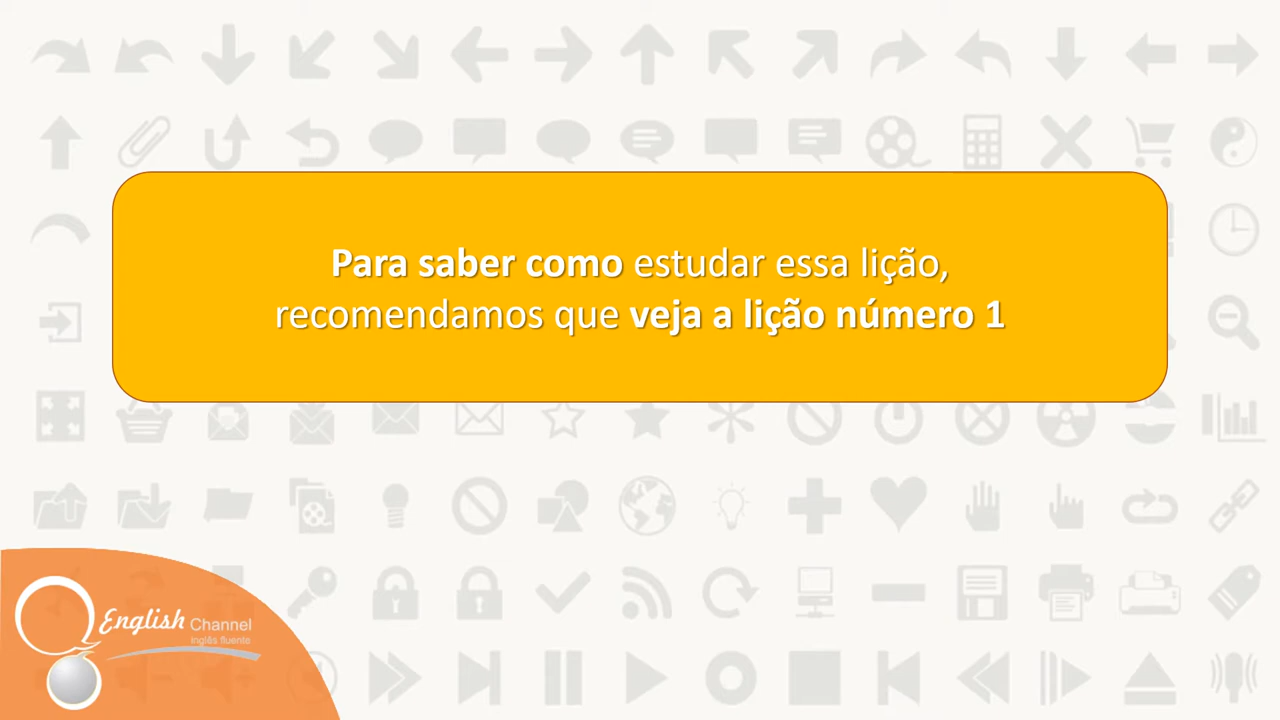 Para saber como estudar essa lição,
recomendamos que veja a lição número 1
English Channel
inglês fluente